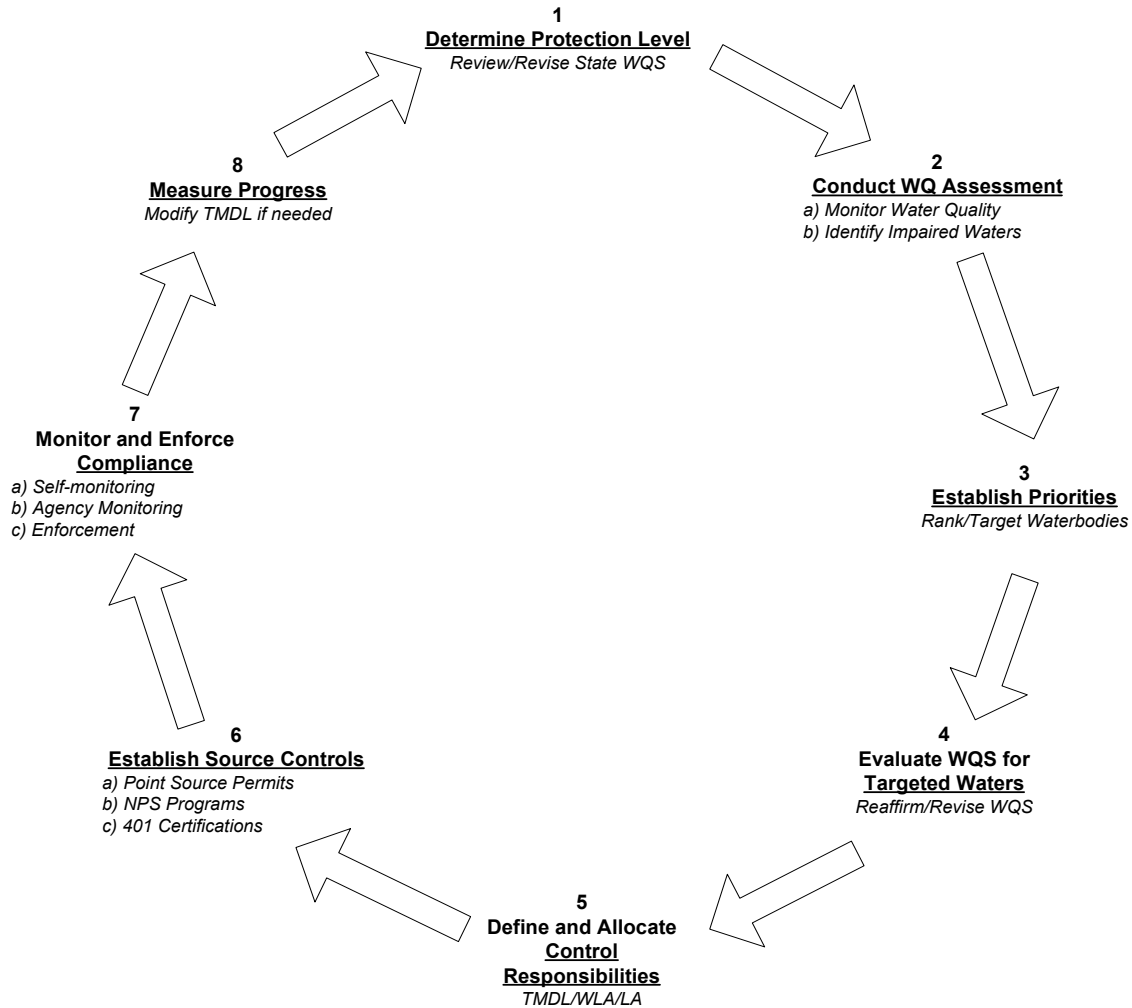 1
Determine Protection Level
Review/Revise State WQS
2
Conduct WQ Assessment
a) Monitor Water Quality
b) Identify Impaired Waters
3
Establish Priorities
Rank/Target Waterbodies
4
Evaluate WQS for
Targeted Waters
Reaffirm/Revise WQS
5
Define and Allocate
Control
Responsibilities
TMDL/WLA/LA
6
Establish Source Controls
a) Point Source Permits
b) NPS Programs
c) 401 Certifications
7
Monitor and Enforce
Compliance
a) Self-monitoring
b) Agency Monitoring
c) Enforcement
8
Measure Progress
Modify TMDL if needed